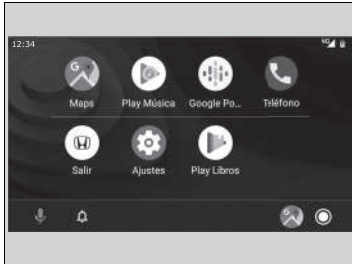 12:34
Maps
Play Música
Google Po...
Teléfono
Salir
Ajustes
Play Libros